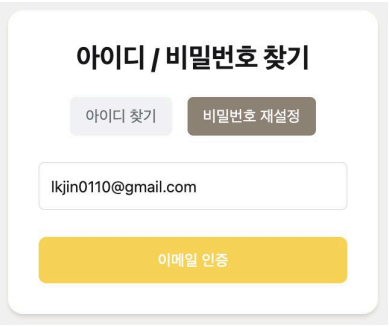 아이디 / 비밀번호 찾기
아이디 찾기
비밀번호 재설정
lkjin0110@gmail.com
이메일 인증